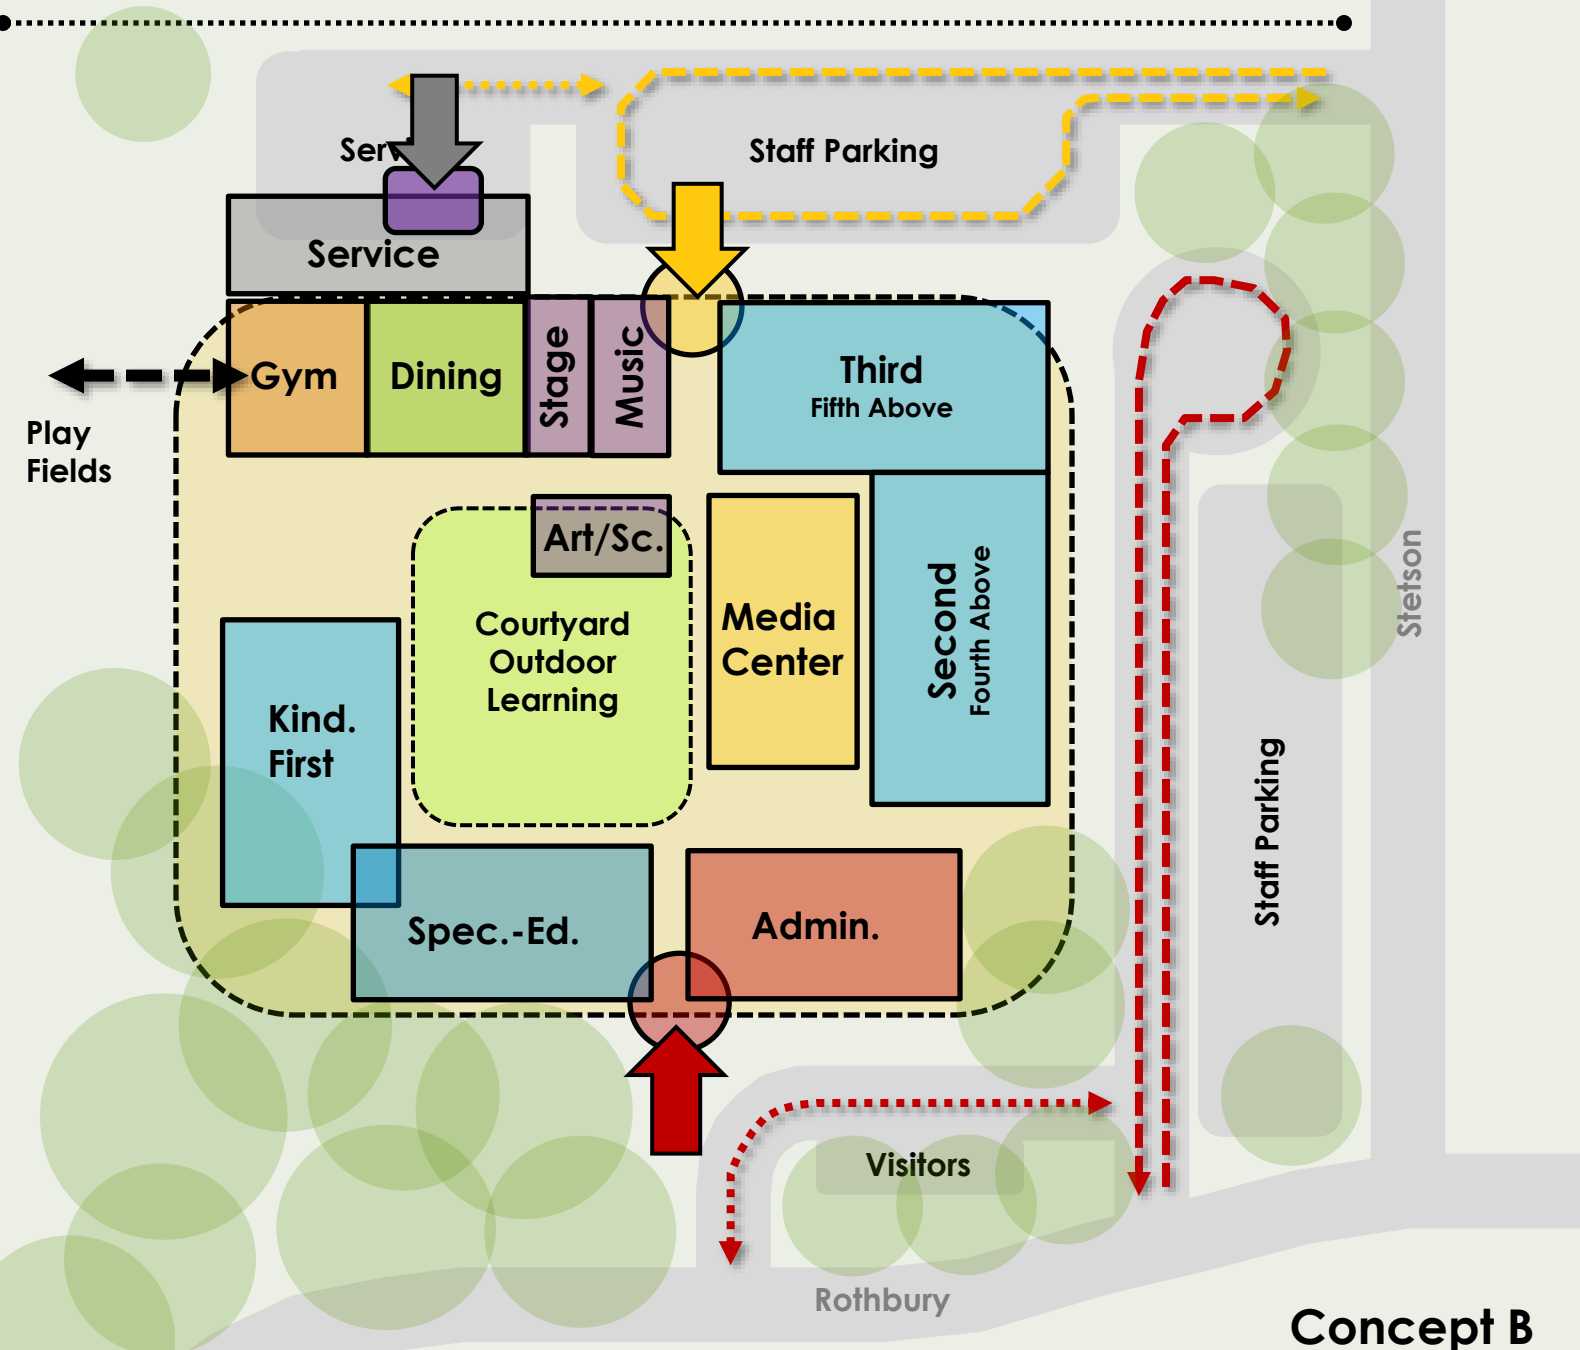 Staff Parking
Service
Gym
Dining
Stage
Music
Third
Fifth Above
Play
Fields
Art/Sc.
Courtyard
Outdoor
Learning
Media
Center
Second
Fourth Above
Stetson
Kind.
First
Staff Parking
Spec.-Ed.
Admin.
Visitors
Rothbury
Concept B